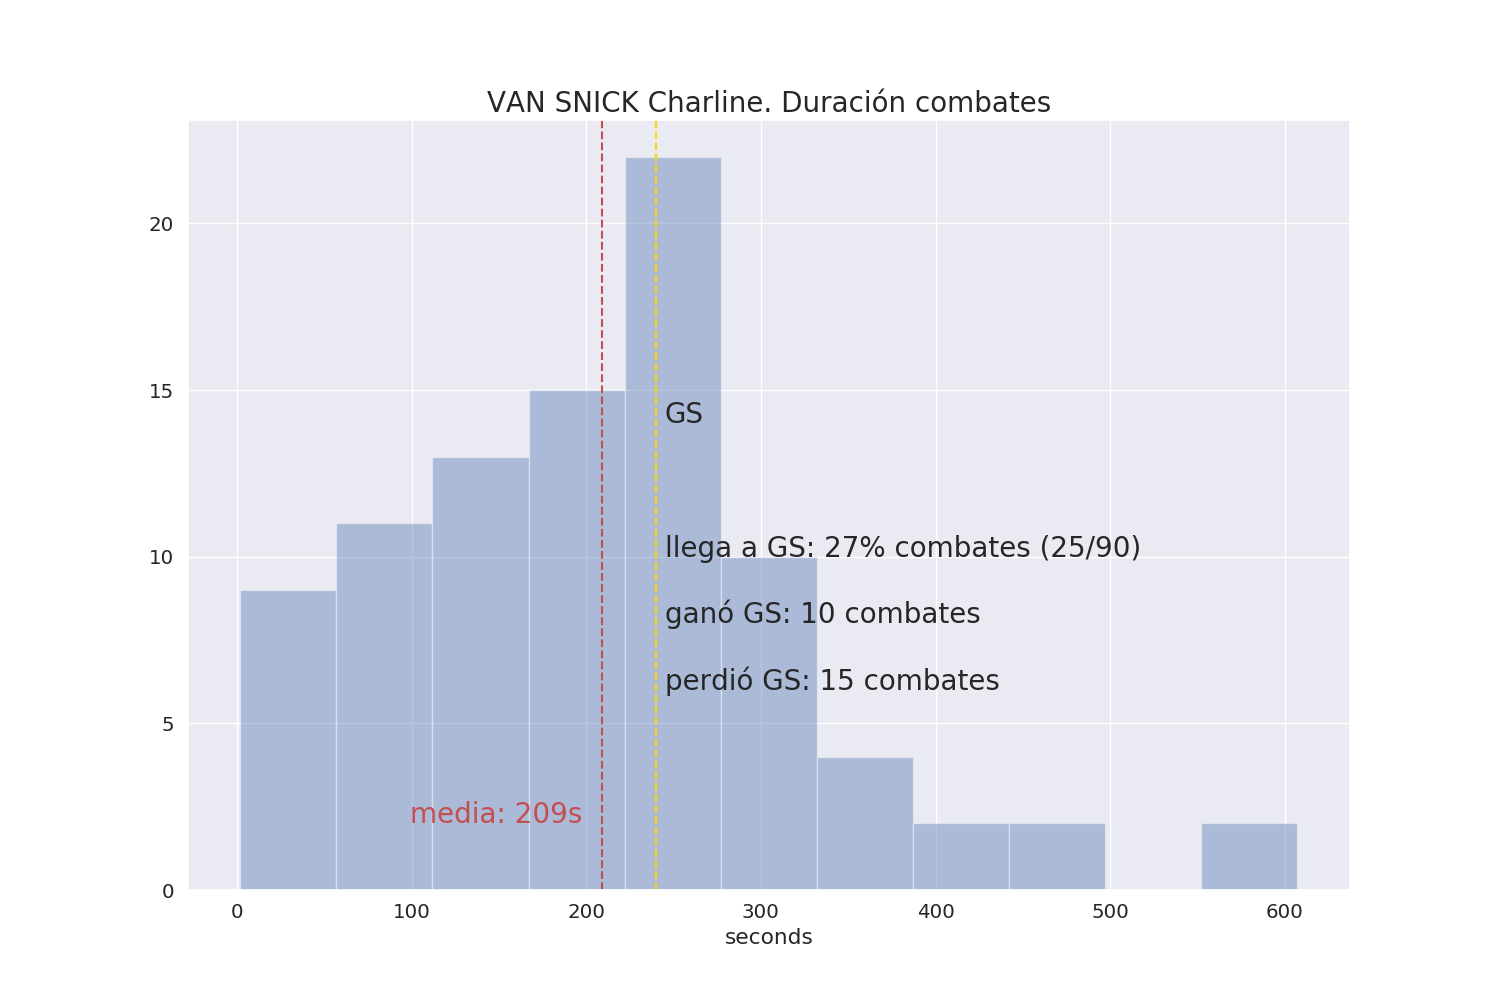 VAN SNICK Charline. Duración combates
20
15
10
5
0
GS
llega a GS: 27% combates (25/90)
ganó GS: 10 combates
perdió GS: 15 combates
media: 209s
0 100 200 300 400 500 600
seconds